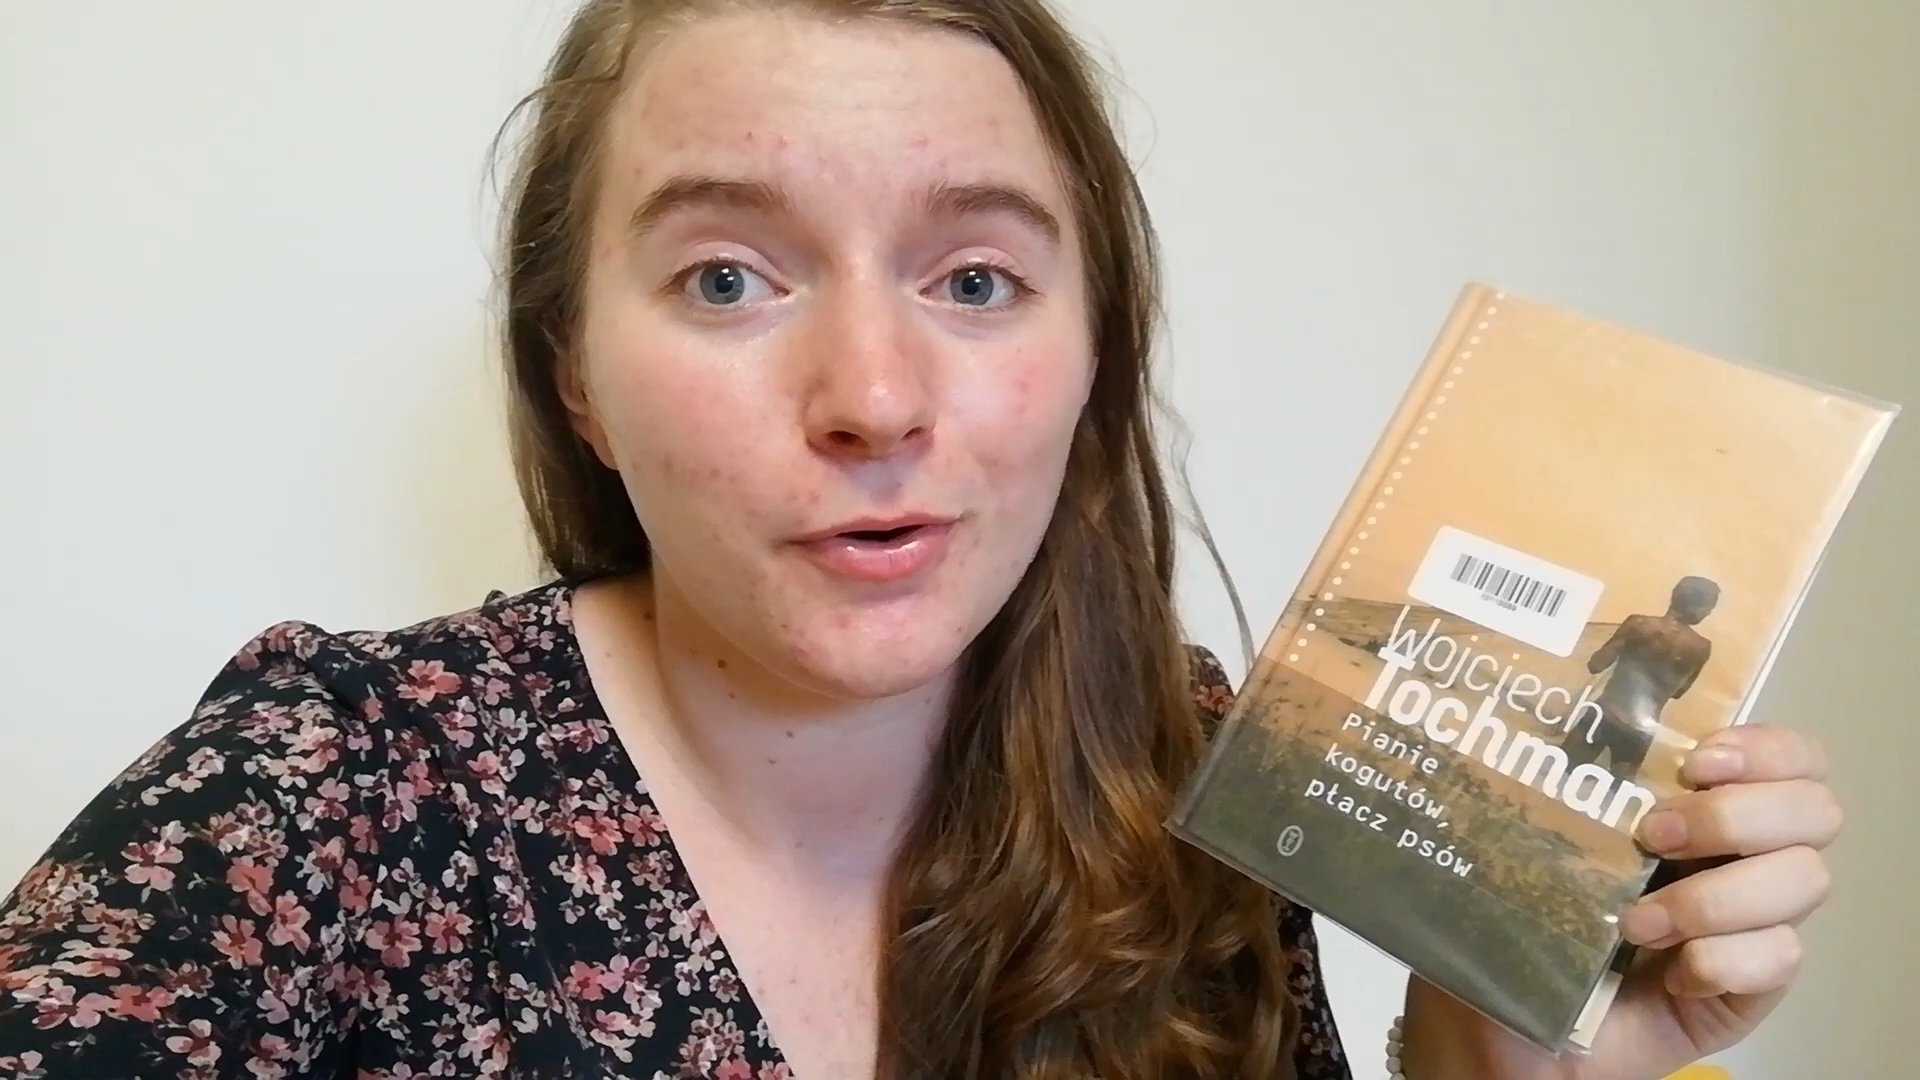 Wojciech
Tochman
Pianie
kogutów,
płacz psów